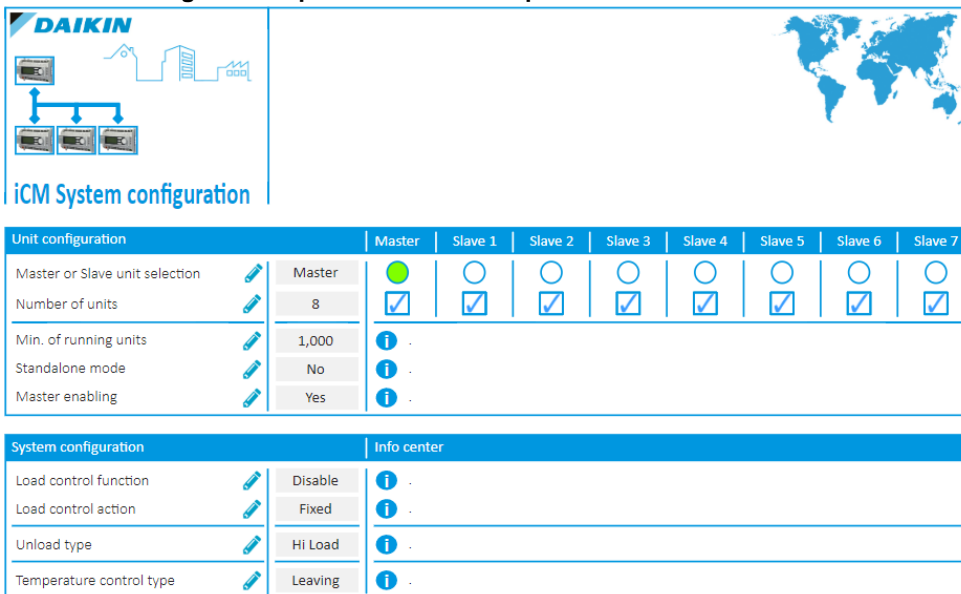 DAIKIN
iCM System configuration
Unit configuration Master Slave 1 Slave 2 Slave 3 Slave 4 Slave 5 Slave 6 Slave 7
Master or Slave unit selection Master
Number of units 8
Min. of running units 1,000 i .
Standalone mode No i .
Master enabling Yes i .
System configuration Info center
Load control function Disable i .
Load control action Fixed i .
Unload type Hi Load i .
Temperature control type Leaving i .